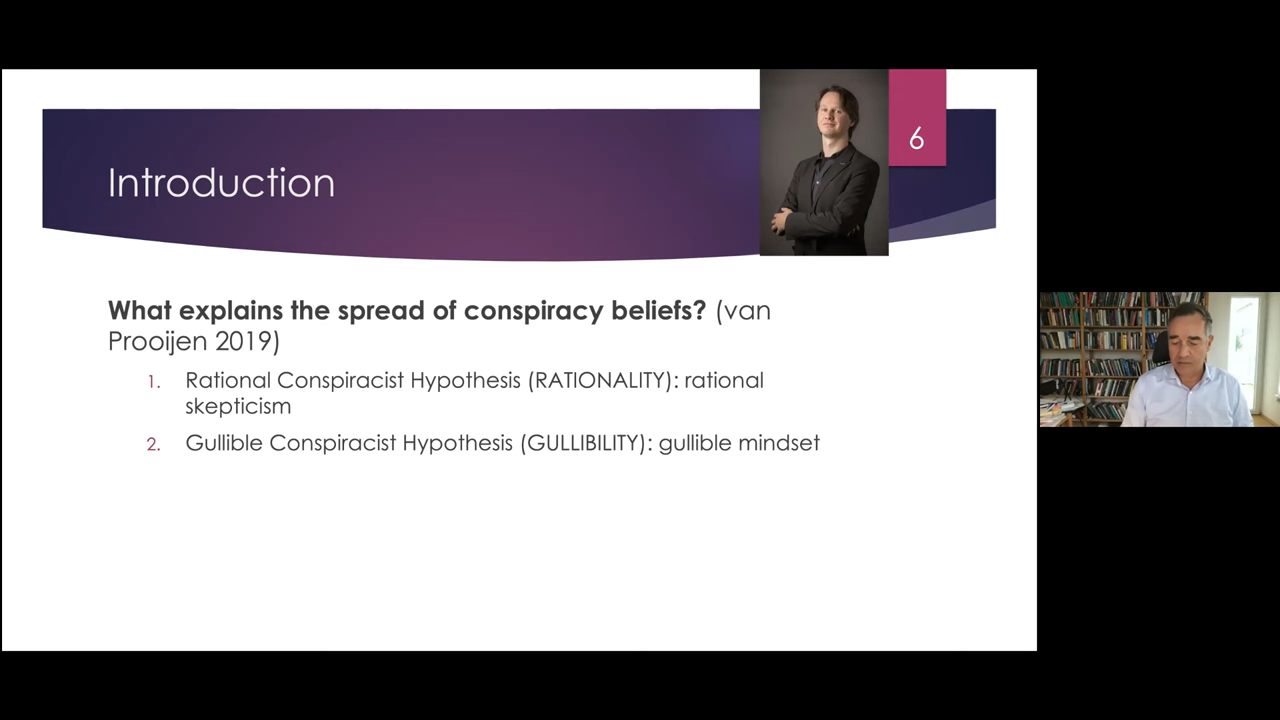 6
Introduction
What explains the spread of conspiracy beliefs? (van
Prooijen 2019)
1. Rational Conspiracist Hypothesis (RATIONALITY): rational
skepticism
2. Gullible Conspiracist Hypothesis (GULLIBILITY): gullible mindset